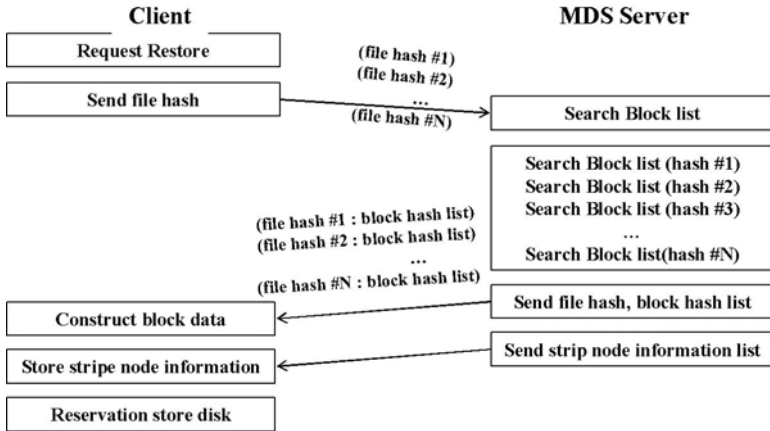 Client
MDS Server
Request Restore
Send file hash
(file hash #1)
(file hash #2)
...
(file hash #N)
Search Block list
Search Block list (hash #1)
Search Block list (hash #2)
Search Block list (hash #3)
...
Search Block list(hash #N)
(file hash #1 : block hash list)
(file hash #2 : block hash list)
...
(file hash #N : block hash list)
Send file hash, block hash list
Construct block data
Send strip node information list
Store stripe node information
Reservation store disk